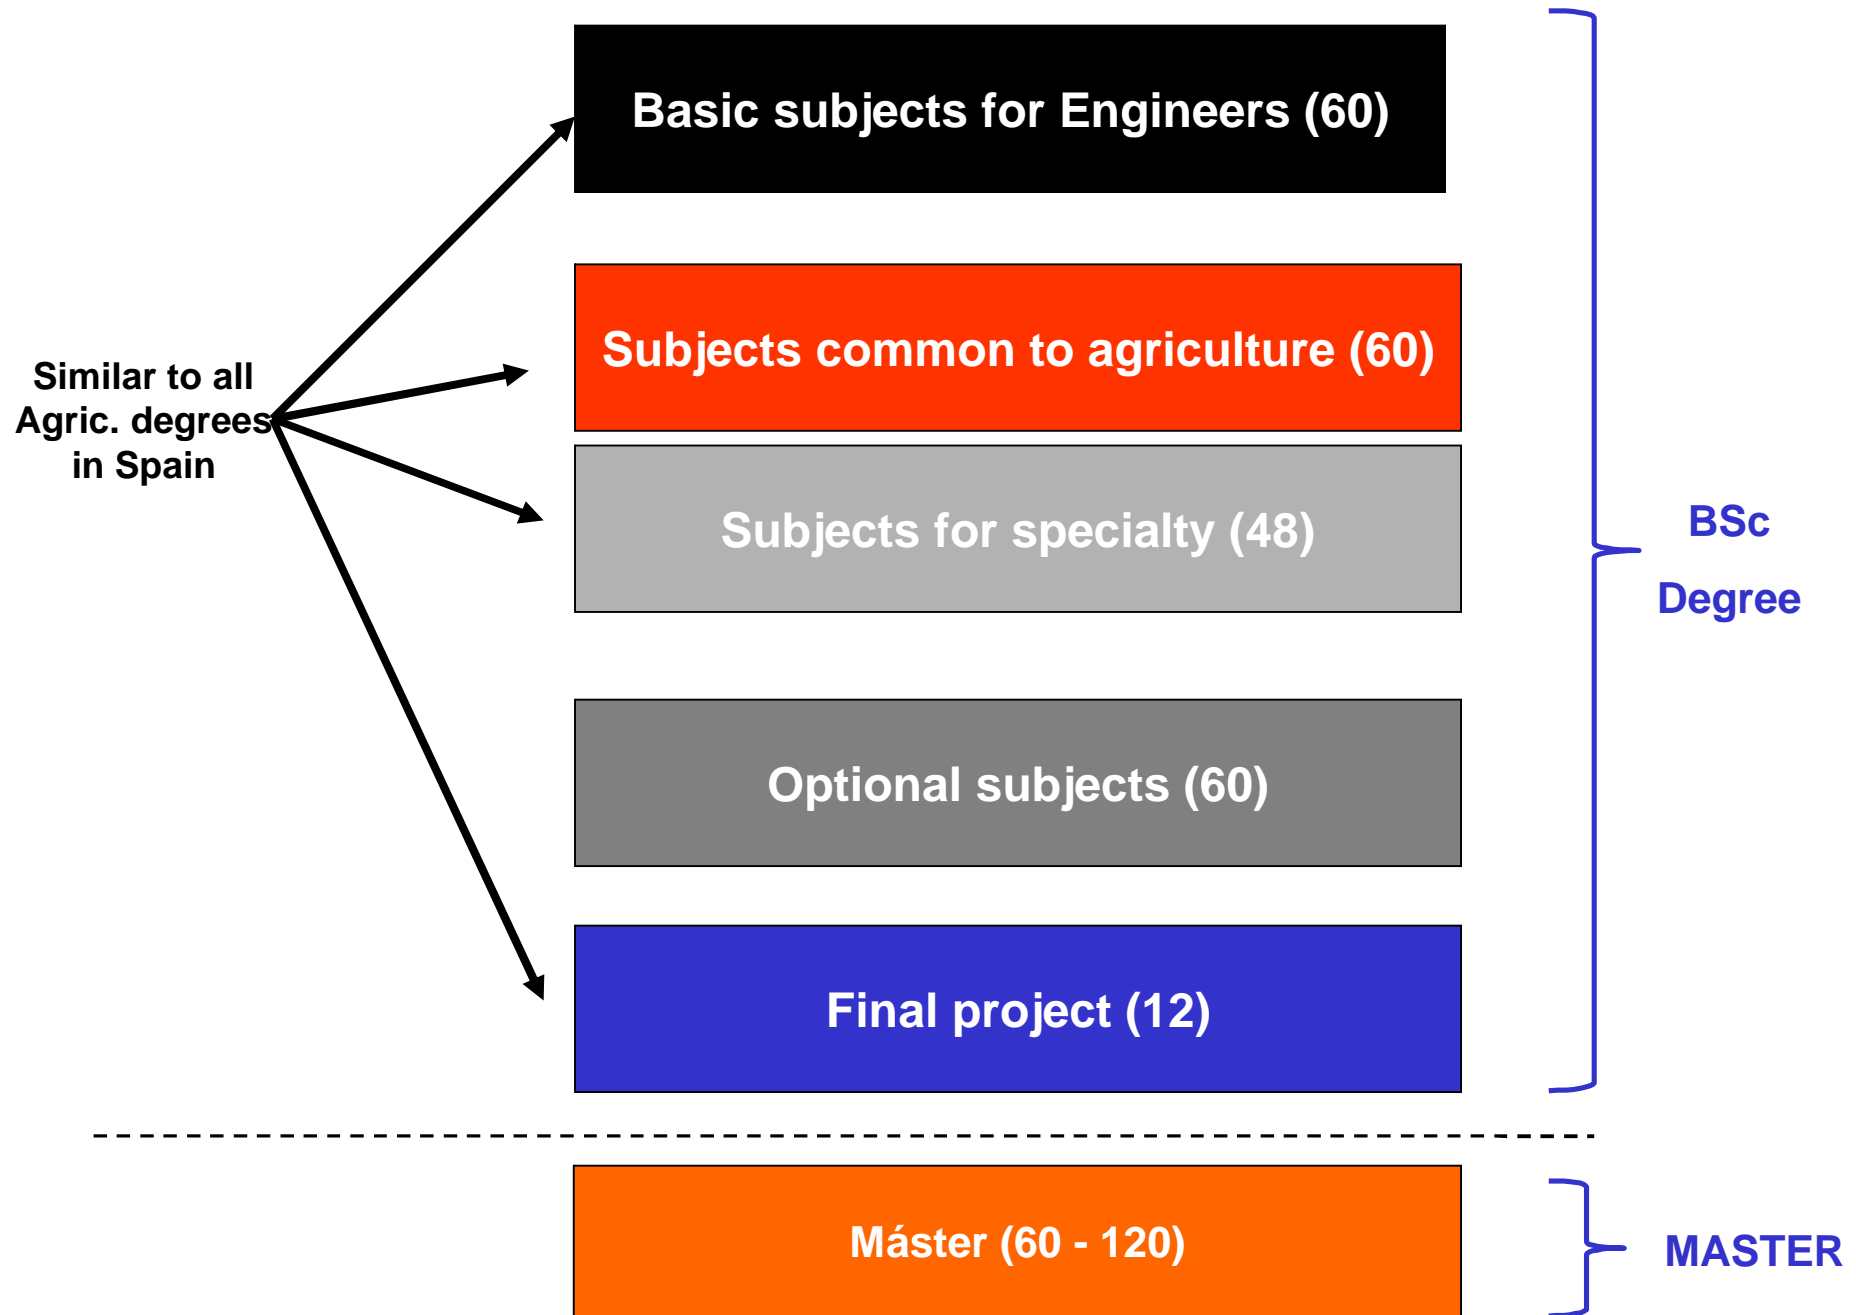 Basic subjects for Engineers (60)
Subjects common to agriculture (60)
Similar to all
Agric. degrees
in Spain
Subjects for specialty (48)
BSc
Degree
Optional subjects (60)
Final project (12)
Máster (60 - 120)
MASTER